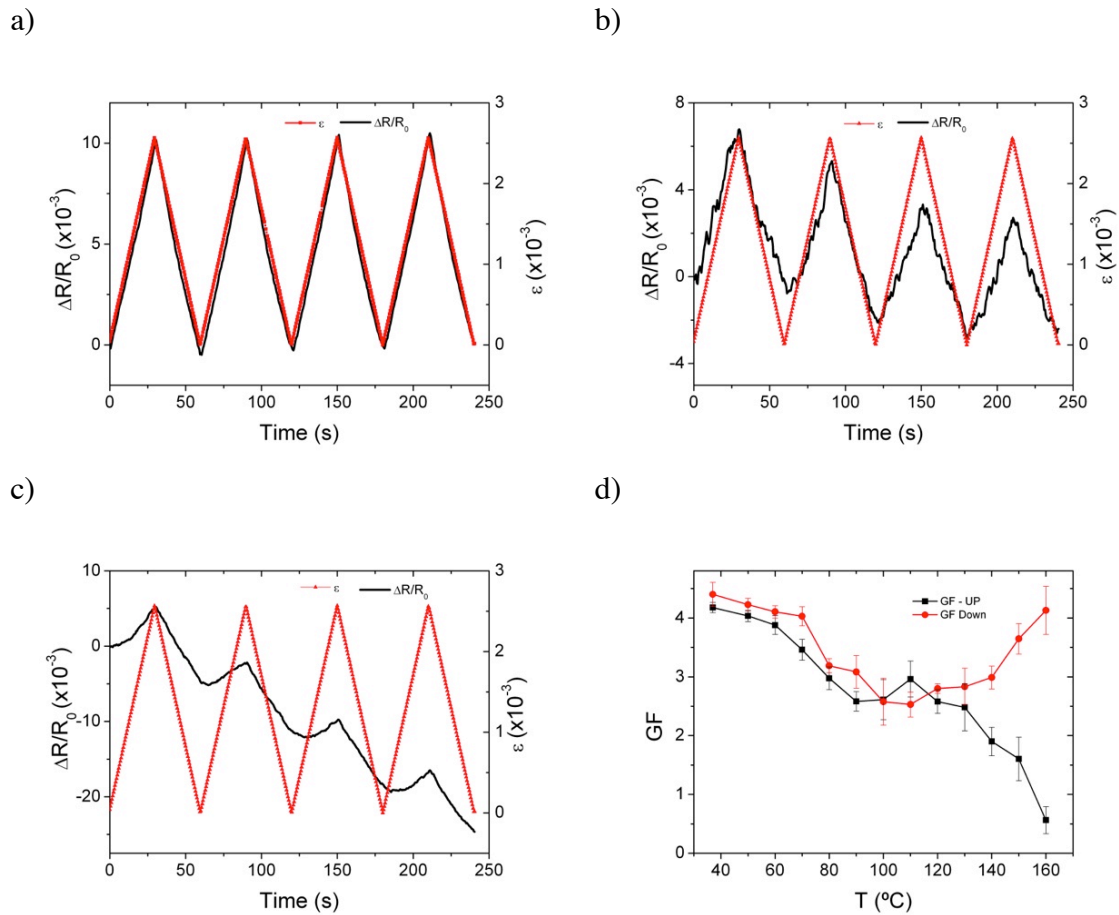 a)
b)
ε ΔR/R₀
ΔR/R₀ (x10⁻³)
10
5
0
3
2
1
0
ε (x10⁻³)
0 50 100 150 200 250
Time (s)
ε ΔR/R₀
ΔR/R₀ (x10⁻³)
8
4
0
-4
3
2
1
0
ε (x10⁻³)
0 50 100 150 200 250
Time (s)
c)
d)
ε ΔR/R₀
ΔR/R₀ (x10⁻³)
10
0
-10
-20
3
2
1
0
ε (x10⁻³)
0 50 100 150 200 250
Time (s)
GF - UP
GF Down
GF
4
3
2
1
0
40 60 80 100 120 140 160
T (ºC)